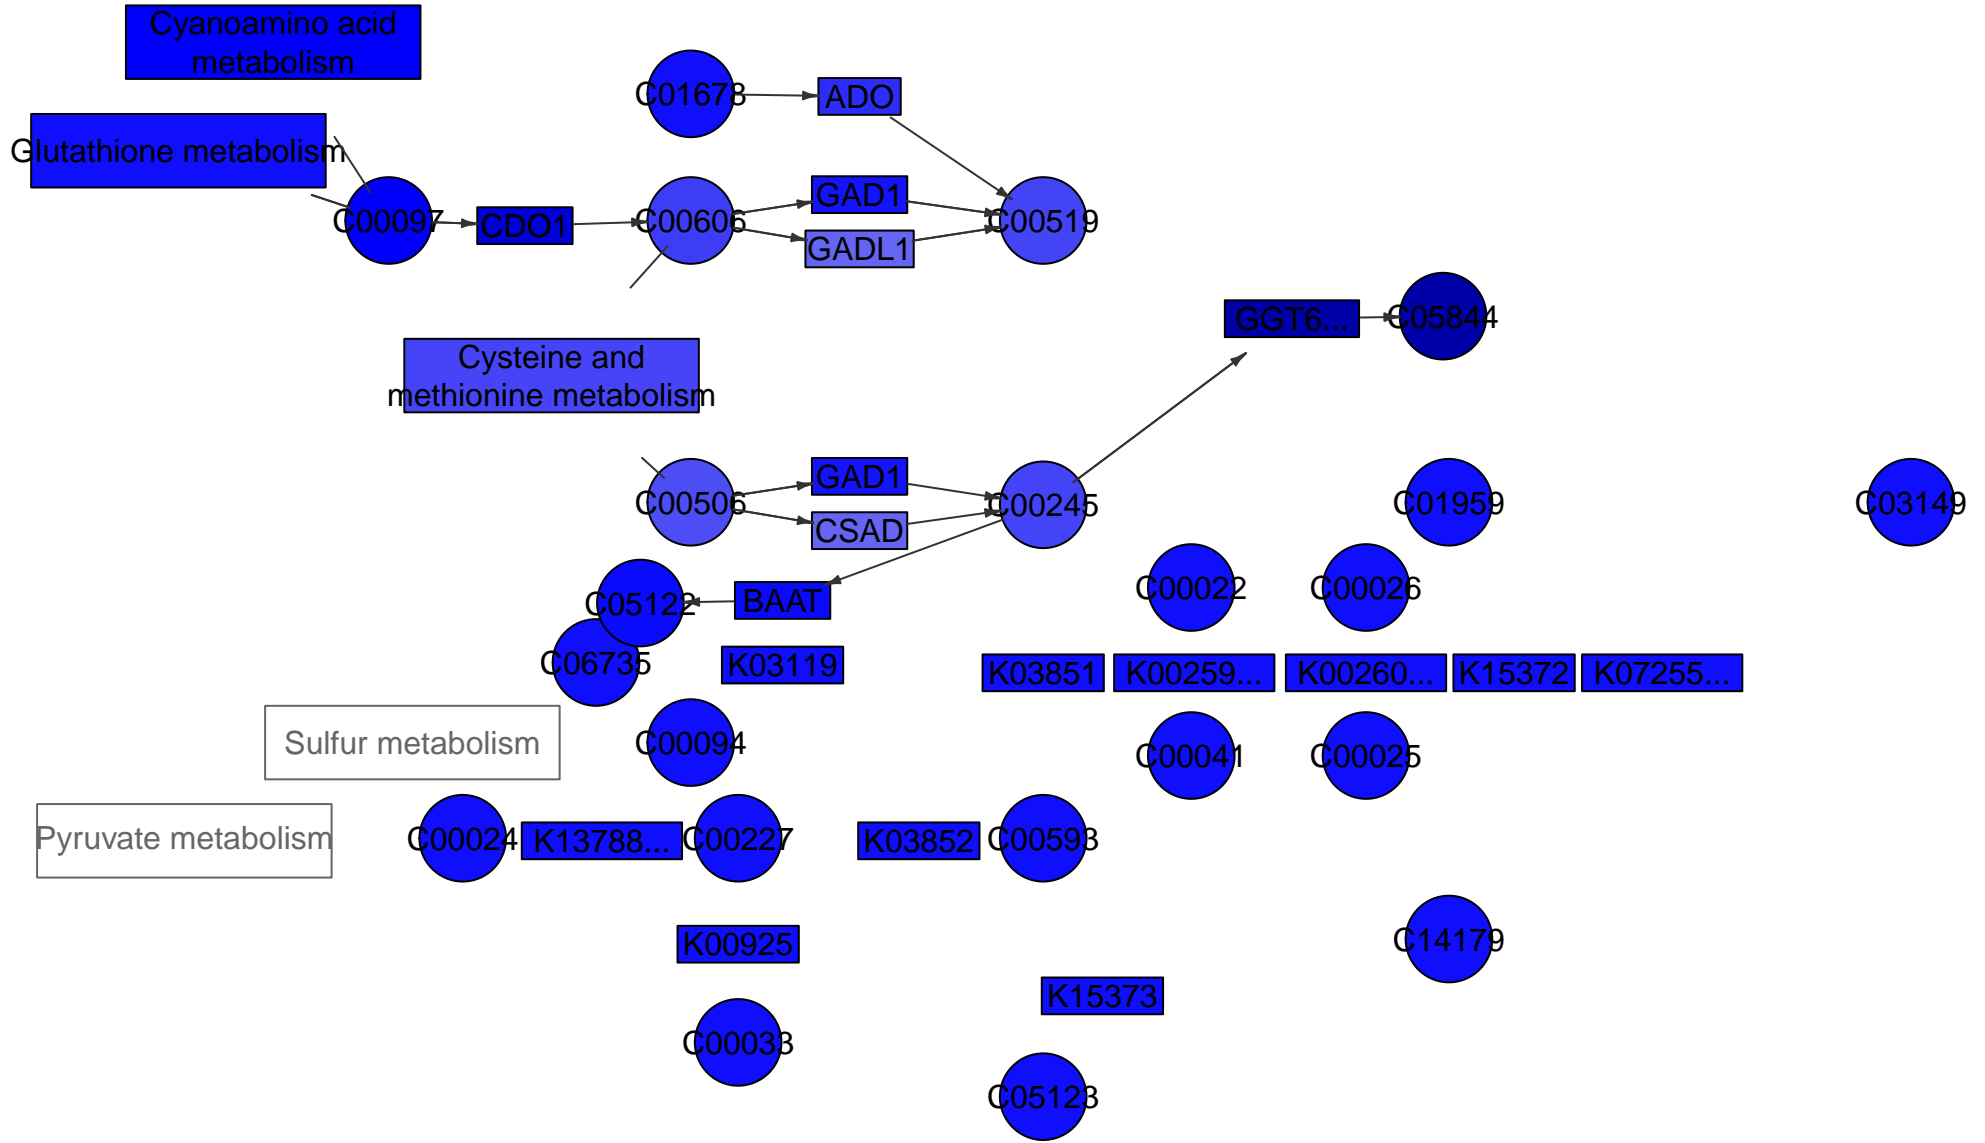 Cyanoamino acid
metabolism
C01678
ADO
Glutathione metabolism
C00097
CDO1
C00606
GAD1
GADL1
C00519
GGT6...
C05844
Cysteine and
methionine metabolism
C00506
GAD1
CSAD
C00245
C01959
C03149
C05122
BAAT
C00022
C00026
C06735
K03119
K03851
K00259...
K00260...
K15372
K07255...
Sulfur metabolism
C00094
C00041
C00025
Pyruvate metabolism
C00024
K13788...
C00227
K03852
C00593
K00925
C14179
K15373
C00033
C05123